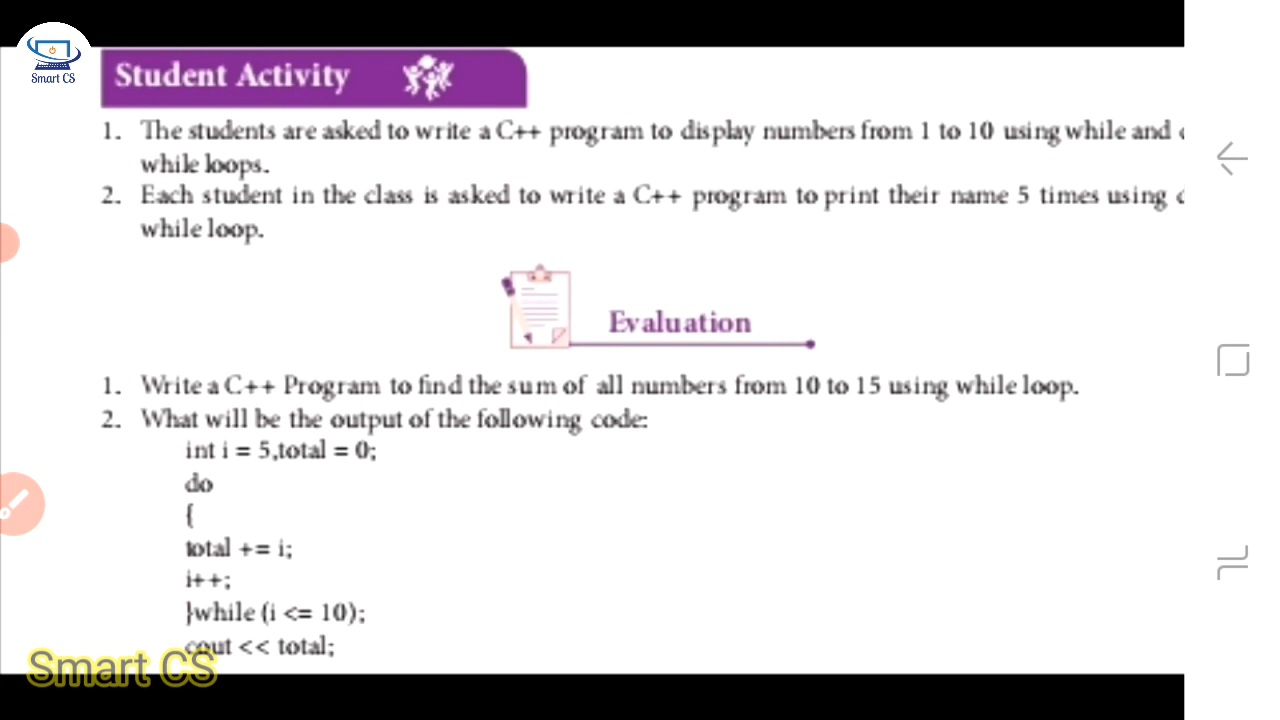 Smart CS
Student Activity
1. The students are asked to write a C++ program to display numbers from 1 to 10 using while and
while loops.
2. Each student in the class is asked to write a C++ program to print their name 5 times using
while loop.
Evaluation
1. Write a C++ Program to find the sum of all numbers from 10 to 15 using while loop.
2. What will be the output of the following code:
int i = 5,total = 0;
do
{
total += i;
i++;
}while (i <= 10);
cout << total;
Smart CS